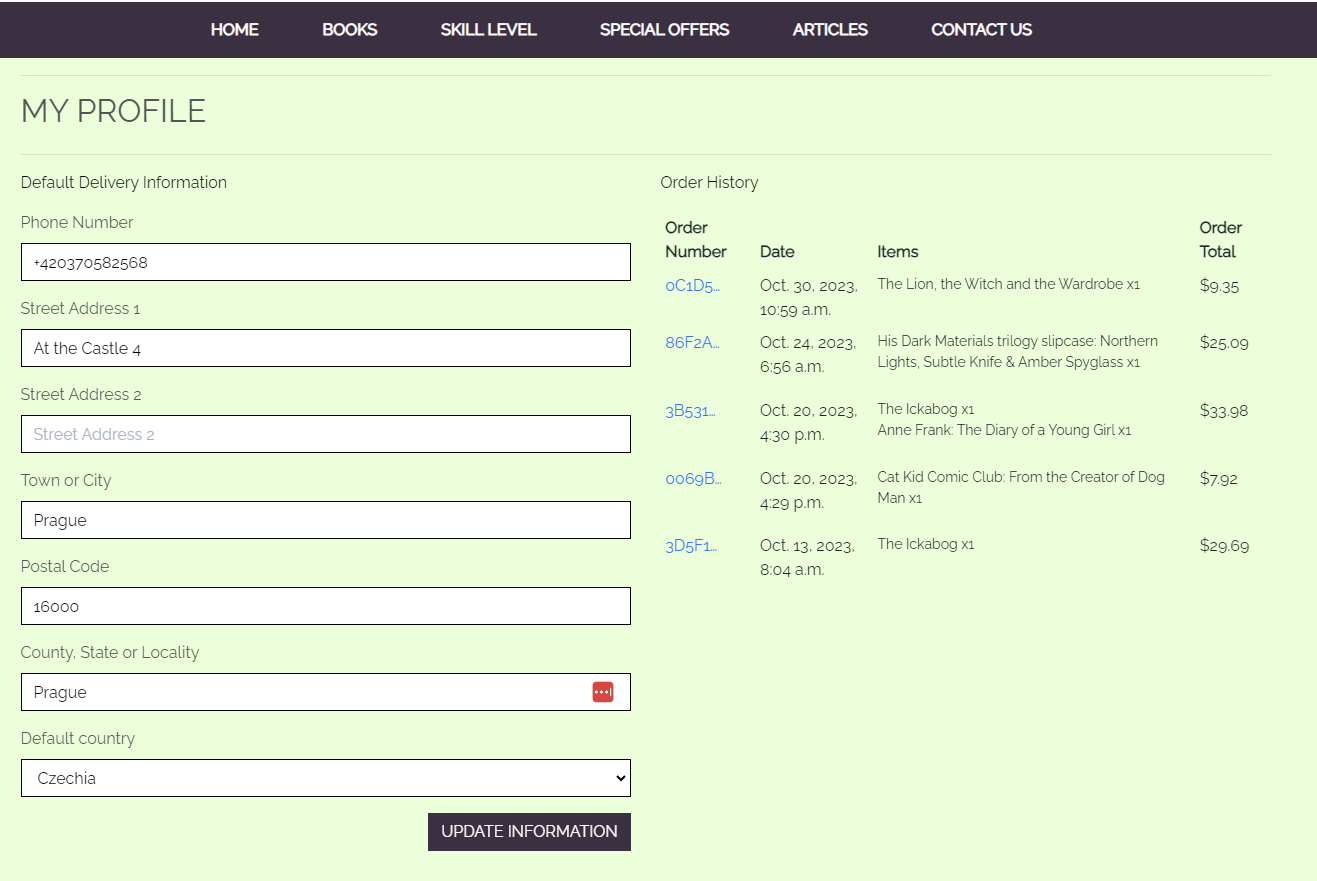 HOME BOOKS SKILL LEVEL SPECIAL OFFERS ARTICLES CONTACT US
MY PROFILE
Default Delivery Information
Phone Number
+420370582568
Street Address 1
At the Castle 4
Street Address 2
Street Address 2
Town or City
Prague
Postal Code
16000
County, State or Locality
Prague
Default country
Czechia
UPDATE INFORMATION
Order History
Order Number Date Items Order Total
0C1D5... Oct. 30, 2023, The Lion, the Witch and the Wardrobe x1 $9.35
10:59 a.m.
86F2A... Oct. 24, 2023, His Dark Materials trilogy slipcase: Northern $25.09
6:56 a.m. Lights, Subtle Knife & Amber Spyglass x1
3B531... Oct. 20, 2023, The Ickabog x1 $33.98
4:30 p.m. Anne Frank: The Diary of a Young Girl x1
0069B... Oct. 20, 2023, Cat Kid Comic Club: From the Creator of Dog $7.92
4:29 p.m. Man x1
3D5F1... Oct. 13, 2023, The Ickabog x1 $29.69
8:04 a.m.